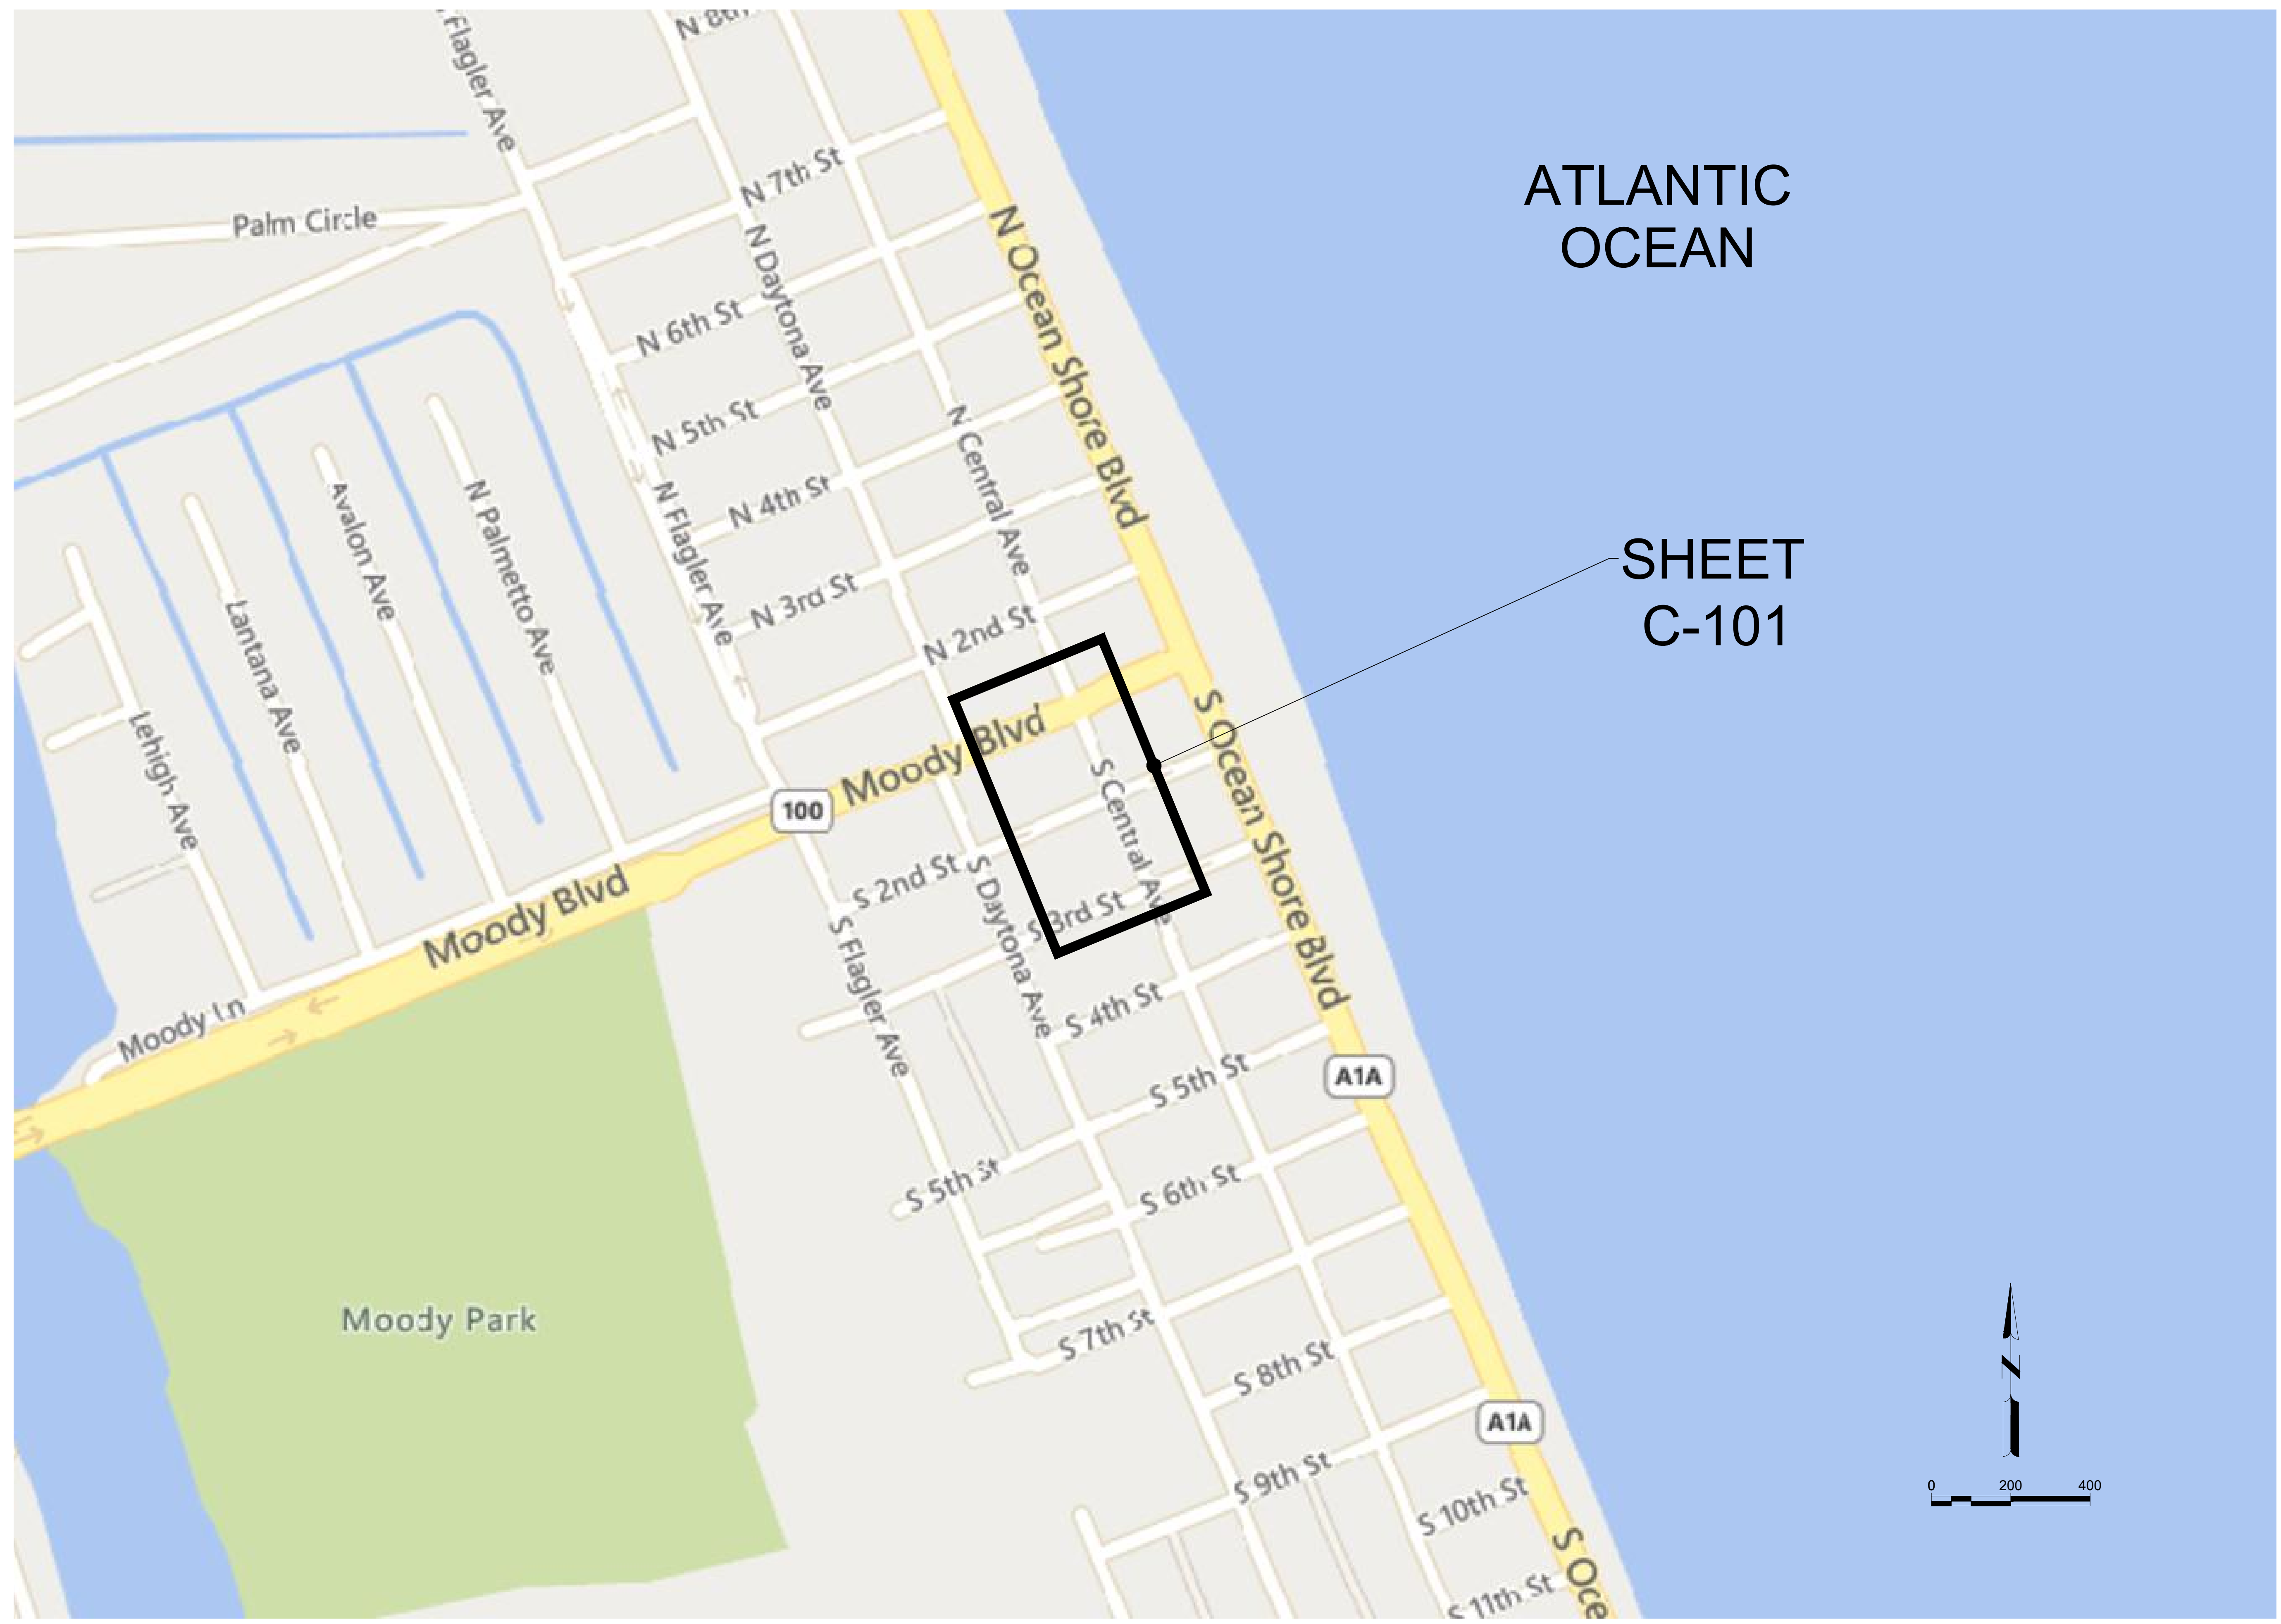 N 8th
Flagler Ave
N 7th St
Palm Circle
N Daytona Ave
N Ocean Shore Blvd
ATLANTIC
OCEAN
N 6th St
N 5th St
N Central Ave
N 4th St
N Flagler Ave
N Palmetto Ave
Avalon Ave
Lantana Ave
Lehigh Ave
N 3rd St
N 2nd St
SHEET
C-101
Moody Blvd
100
S Ocean Shore Blvd
S Central Ave
S 2nd St
S Daytona Ave
S 3rd St
Moody Blvd
S Flagler Ave
Moody Ln
S 4th St
S 5th St
A1A
S 5th St
S 6th St
Moody Park
S 7th St
S 8th St
A1A
S 9th St
S 10th St
S 11th St
S Oce
N
0 200 400